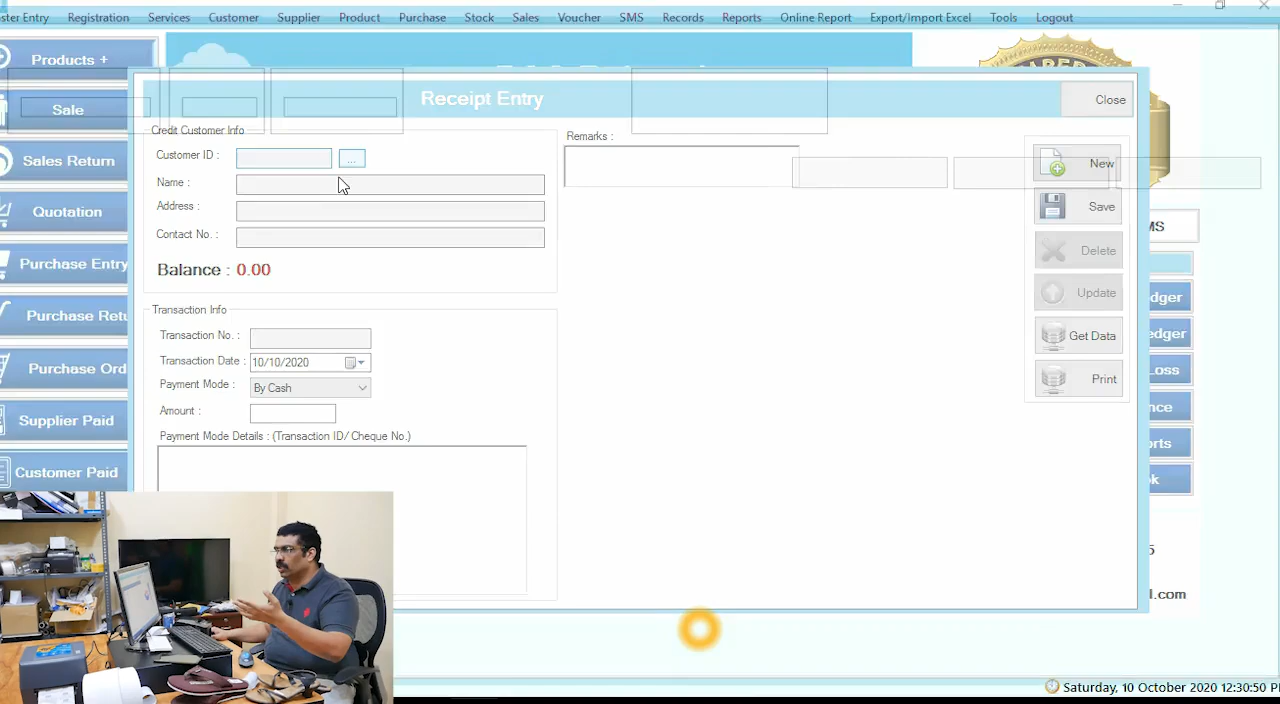 ster Entry Registration Services Customer Supplier Product Purchase Stock Sales Voucher SMS Records Reports Online Report Export/Import Excel Tools Logout
Products +
Sale
Sales Return
Quotation
Purchase Entry
Purchase Retu
Purchase Ord
Supplier Paid
Customer Paid
Receipt Entry
Close
Credit Customer Info
Customer ID :
...
Name :
Address :
Contact No. :
Balance : 0.00
Remarks :
Transaction Info
Transaction No. :
Transaction Date : 10/10/2020
Payment Mode : By Cash
Amount :
Payment Mode Details : (Transaction ID/ Cheque No.)
New
Save
Delete
Update
Get Data
Print
MS
dger
edger
Loss
nce
orts
ok
5
l.com
Saturday, 10 October 2020 12:30:50 P